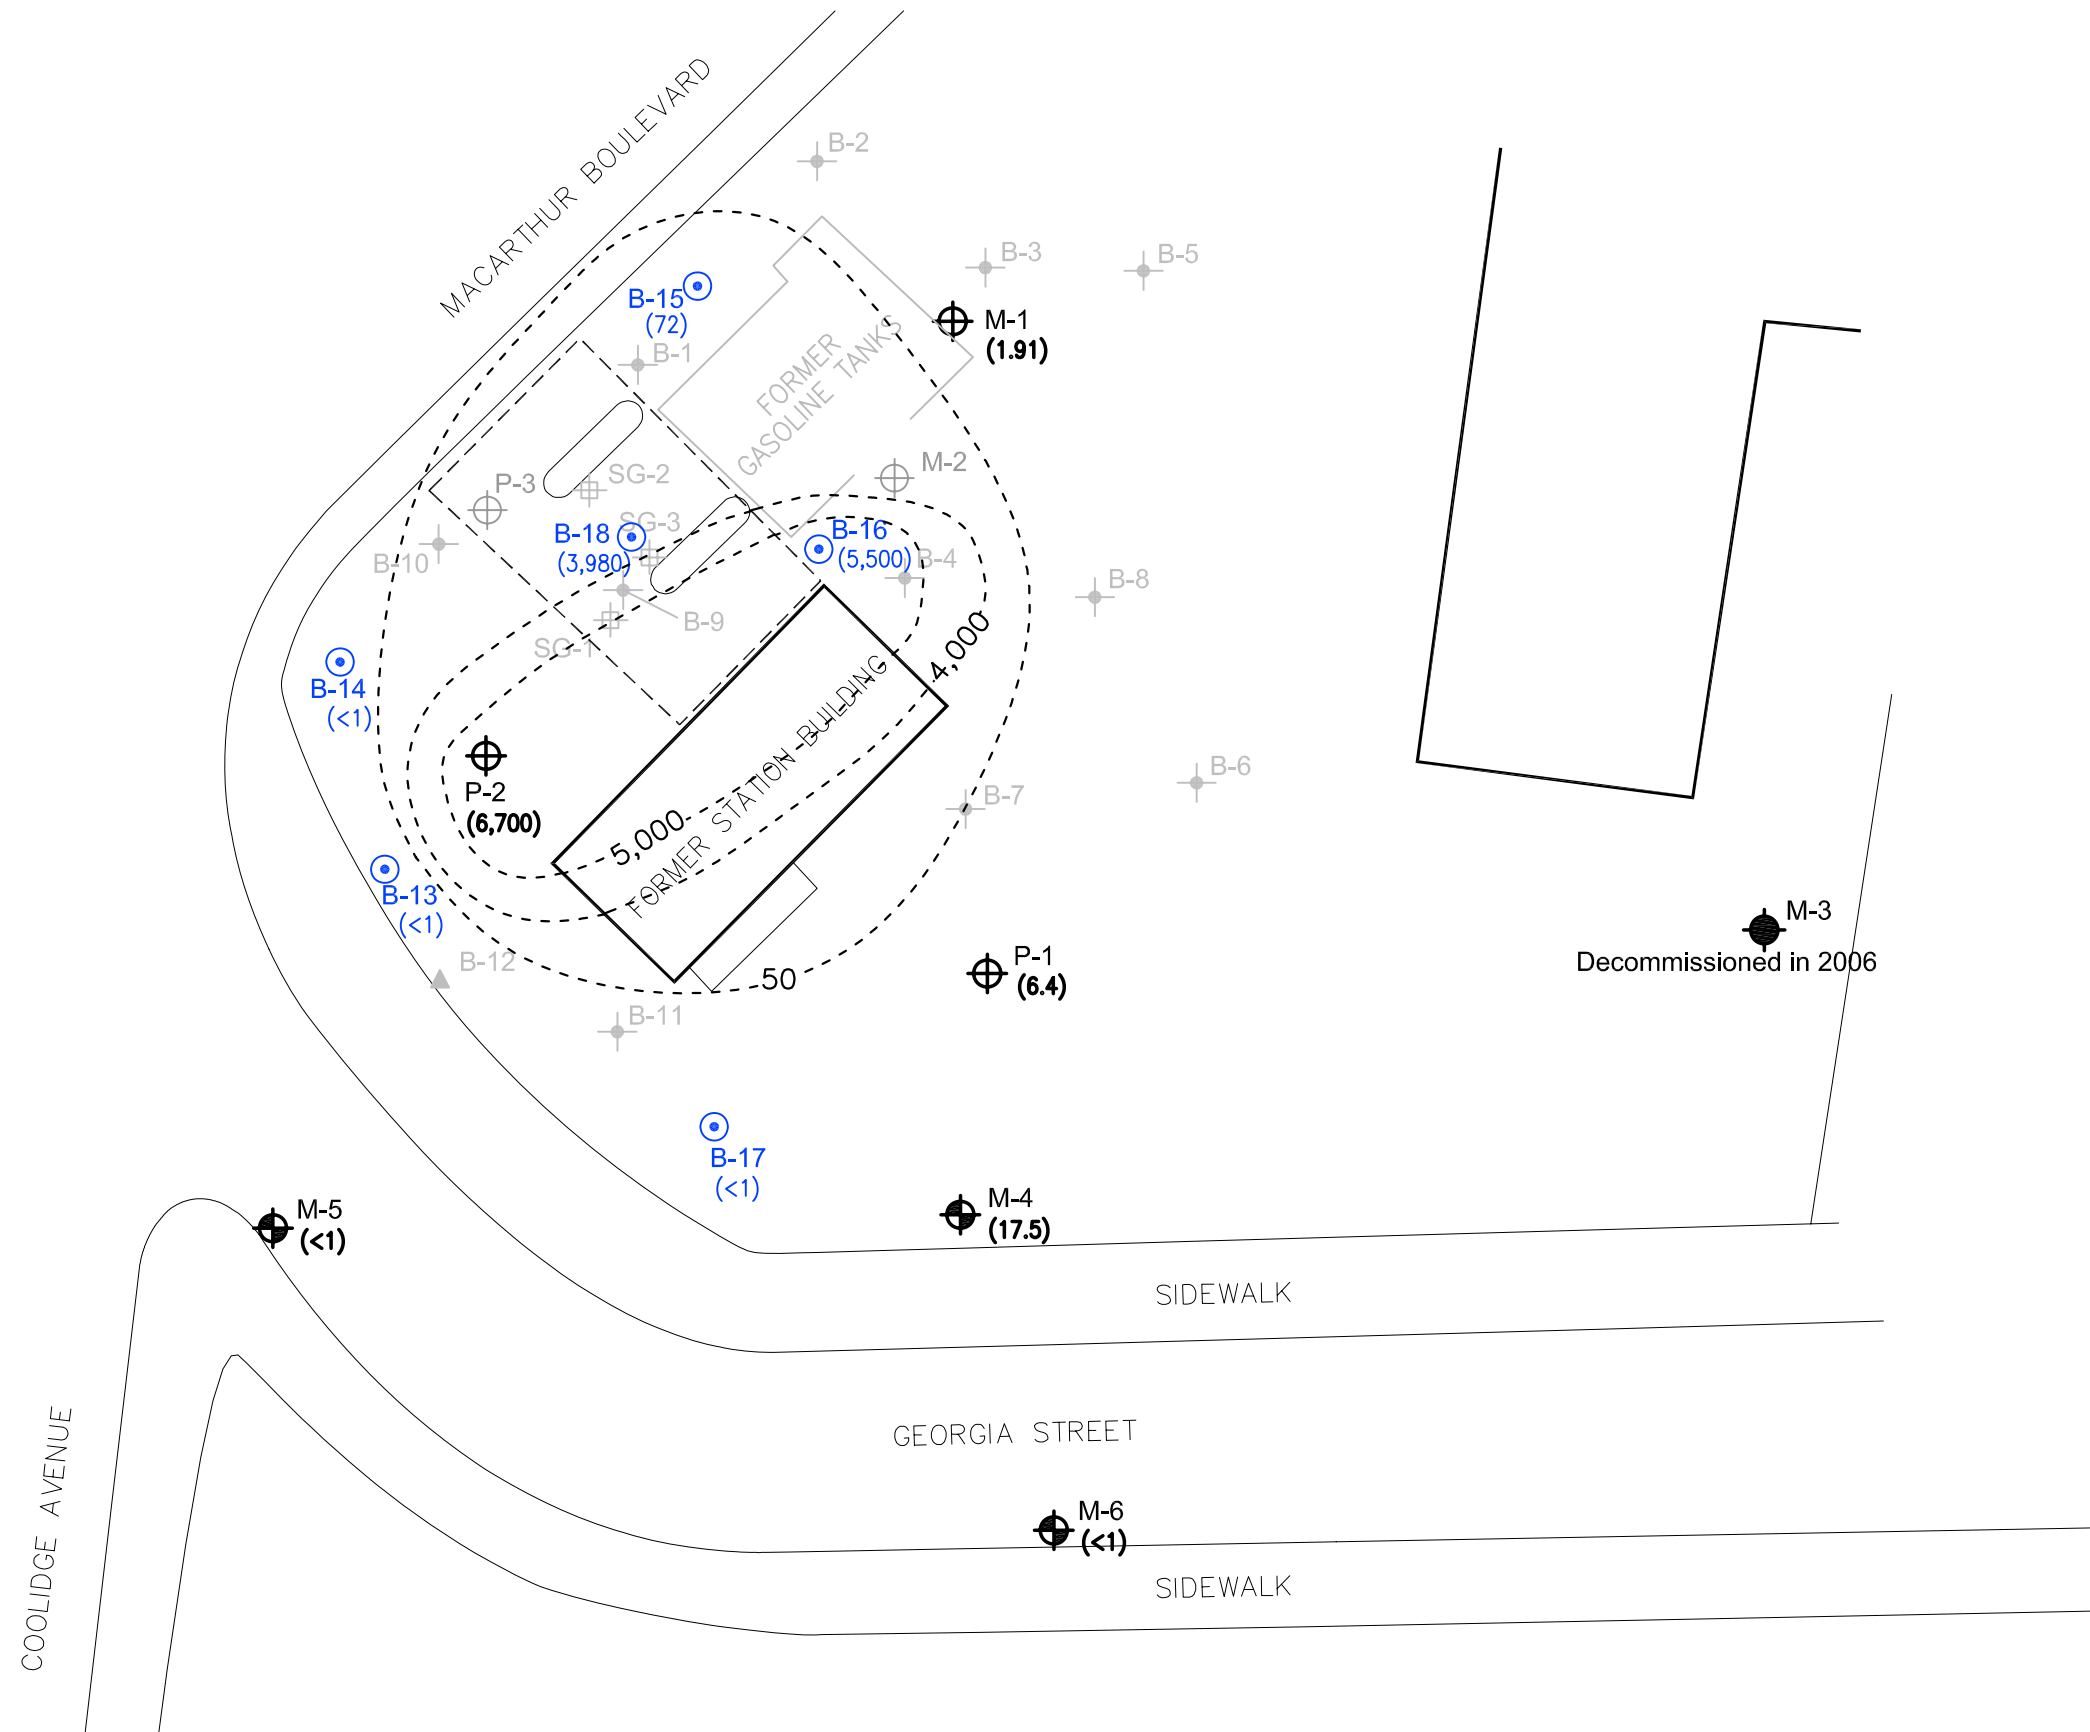 MACARTHUR BOULEVARD
B-2
B-3
B-5
B-15
(72)
M-1
(1.91)
B-1
FORMER
GASOLINE TANKS
M-2
SG-2
P-3
SG-3
B-18
(3,980)
B-16
(5,500)
B-4
B-10
B-8
B-9
SG-1
4,000
B-14
(<1)
FORMER STATION BUILDING
P-2
(6,700)
5,000
B-7
B-6
B-13
(<1)
M-3
Decommissioned in 2006
B-12
50
P-1
(6.4)
B-11
B-17
(<1)
M-4
(17.5)
M-5
(<1)
SIDEWALK
GEORGIA STREET
COOLIDGE AVENUE
M-6
(<1)
SIDEWALK